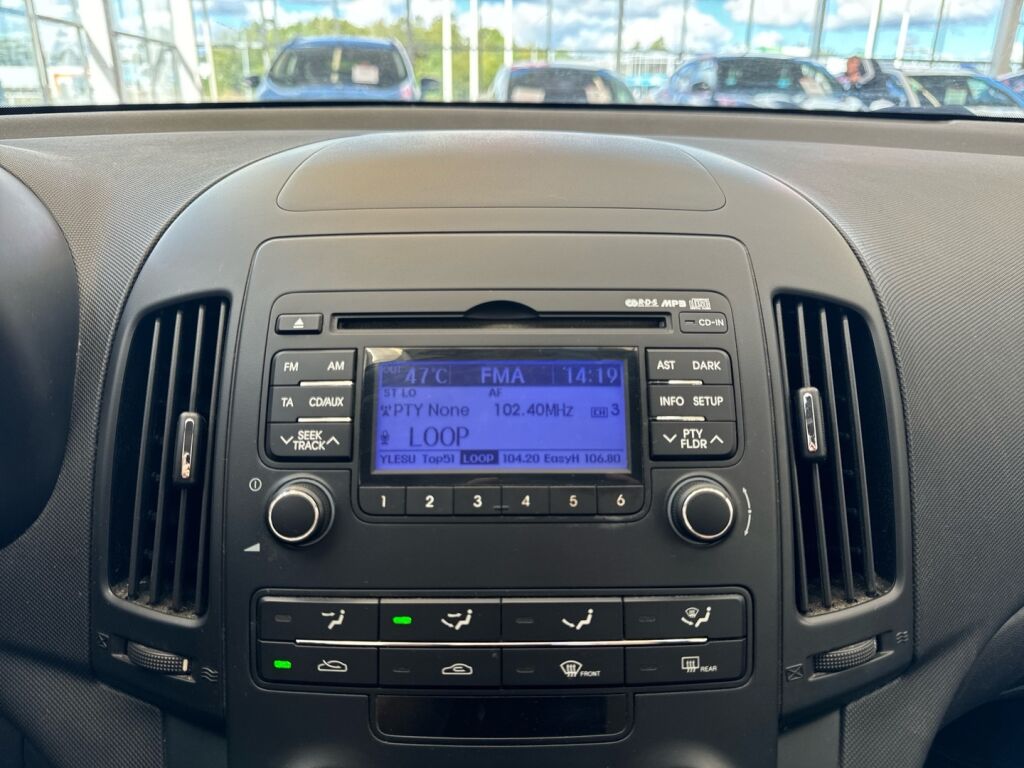 R·D·S MP3
CD-IN
FM AM
TA CD/AUX
SEEK
TRACK
OUT 47°C FMA 14:19
ST LO AF
PTY None 102.40MHz CH 3
LOOP
YLESU Top51 LOOP 104.20 EasyH 106.80
AST DARK
INFO SETUP
PTY
FLDR
1 2 3 4 5 6
FRONT
REAR